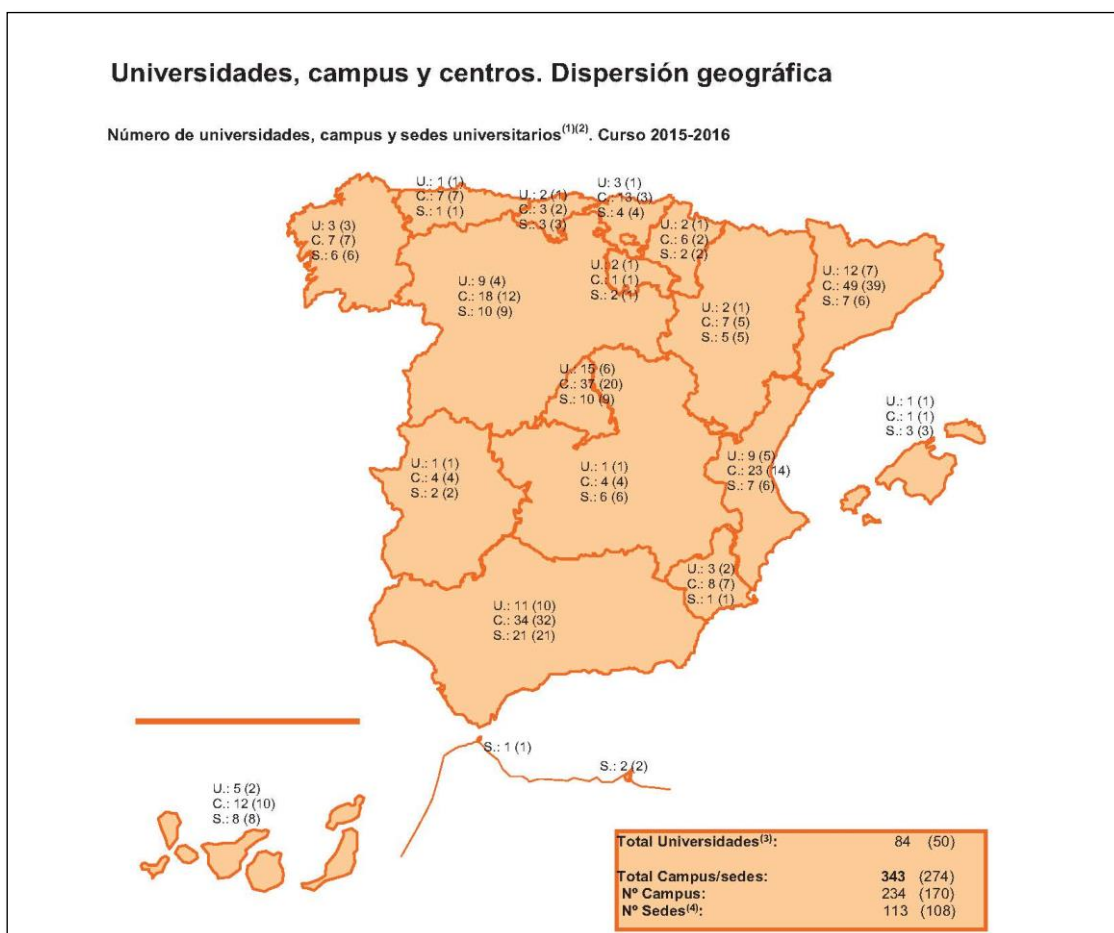 Universidades, campus y centros. Dispersión geográfica
Número de universidades, campus y sedes universitarios(1)(2). Curso 2015-2016
U.: 1 (1)
C.: 7 (7)
S.: 1 (1)
U.: 2 (1)
C.: 3 (2)
S.: 3 (3)
U.: 3 (1)
C.: 13 (3)
S.: 4 (4)
U: 3 (3)
C.: 7 (7)
S.: 6 (6)
U.: 2 (1)
C.: 6 (2)
S.: 2 (2)
U.: 9 (4)
C.: 18 (12)
S.: 10 (9)
U.: 2 (1)
C.: 1 (1)
S.: 2 (1)
U.: 12 (7)
C.: 49 (39)
S.: 7 (6)
U.: 2 (1)
C.: 7 (5)
S.: 5 (5)
U.: 15 (6)
C.: 37 (20)
S.: 10 (9)
U.: 1 (1)
C.: 1 (1)
S.: 3 (3)
U.: 1 (1)
C.: 4 (4)
S.: 2 (2)
U.: 1 (1)
C.: 4 (4)
S.: 6 (6)
U.: 9 (5)
C.: 23 (14)
S.: 7 (6)
U.: 3 (2)
C.: 8 (7)
S.: 1 (1)
U.: 11 (10)
C.: 34 (32)
S.: 21 (21)
S.: 1 (1)
S.: 2 (2)
U.: 5 (2)
C.: 12 (10)
S.: 8 (8)
Total Universidades(3): 84 (50)
Total Campus/sedes: 343 (274)
Nº Campus: 234 (170)
Nº Sedes(4): 113 (108)